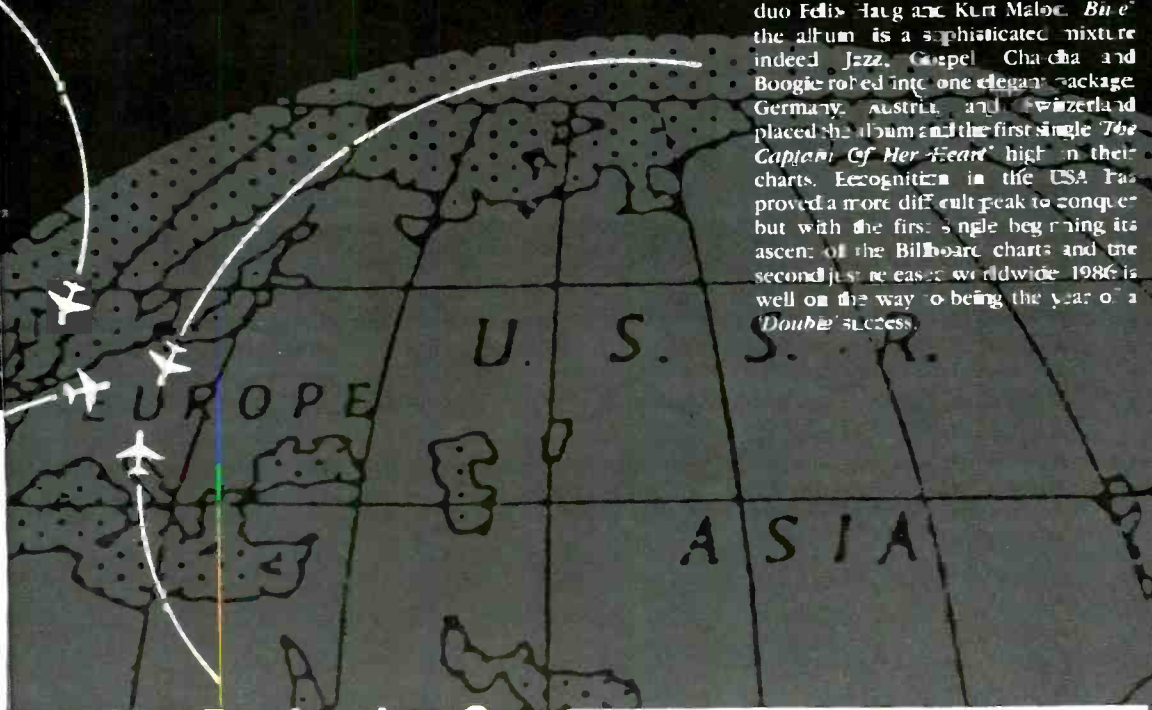 duo Felix Haug and Kurt Maloo. Blue'
the album is a sophisticated mixture
indeed Jazz, Gospel Cha cha and
Boogie rolled into one elegant package.
Germany, Austria and Switzerland
placed the album and the first single 'The
Captain Of Her Heart' high in their
charts. Recognition in the USA has
proved a more difficult peak to conquer
but with the first single beginning its
ascent of the Billboard charts and the
second just released worldwide 1986 is
well on the way to being the year of a
'Double' success.
U. S. S. R.
EUROPE
ASIA